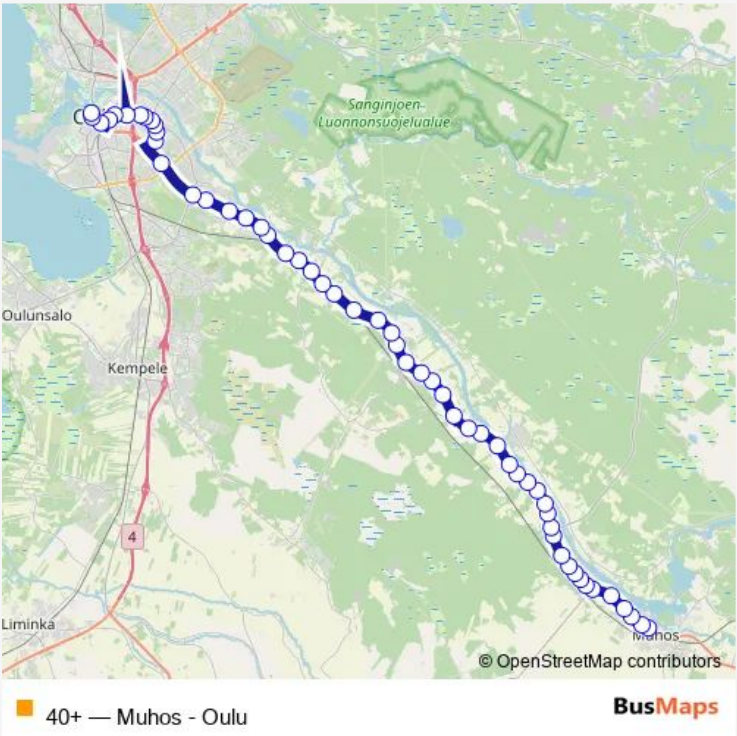 Sanginjoen
Luonnonsuojelualue
Oulunsalo
Kempele
4
Liminka
Muhos
© OpenStreetMap contributors
40+ — Muhos - Oulu
BusMaps